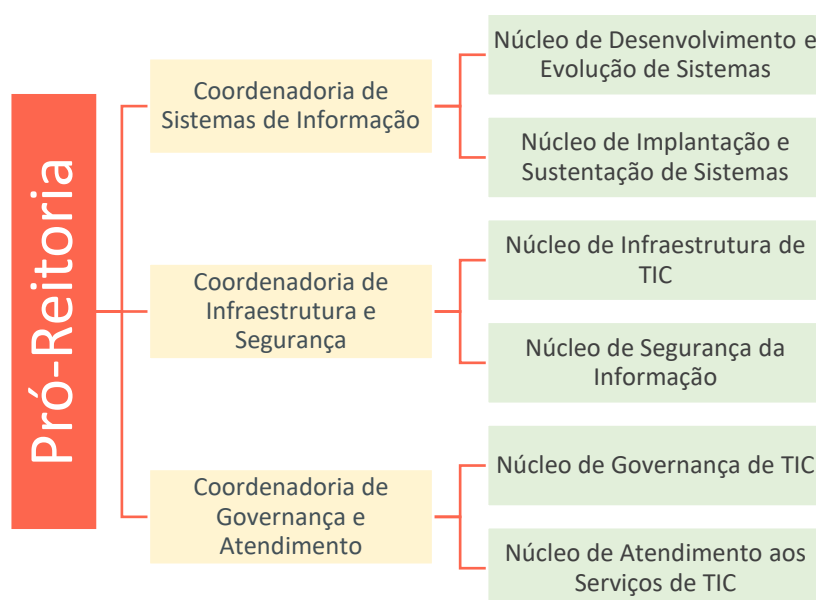 Pró-Reitoria
Coordenadoria de
Sistemas de Informação
Núcleo de Desenvolvimento e
Evolução de Sistemas
Núcleo de Implantação e
Sustentação de Sistemas
Coordenadoria de
Infraestrutura e
Segurança
Núcleo de Infraestrutura de
TIC
Núcleo de Segurança da
Informação
Coordenadoria de
Governança e
Atendimento
Núcleo de Governança de TIC
Núcleo de Atendimento aos
Serviços de TIC